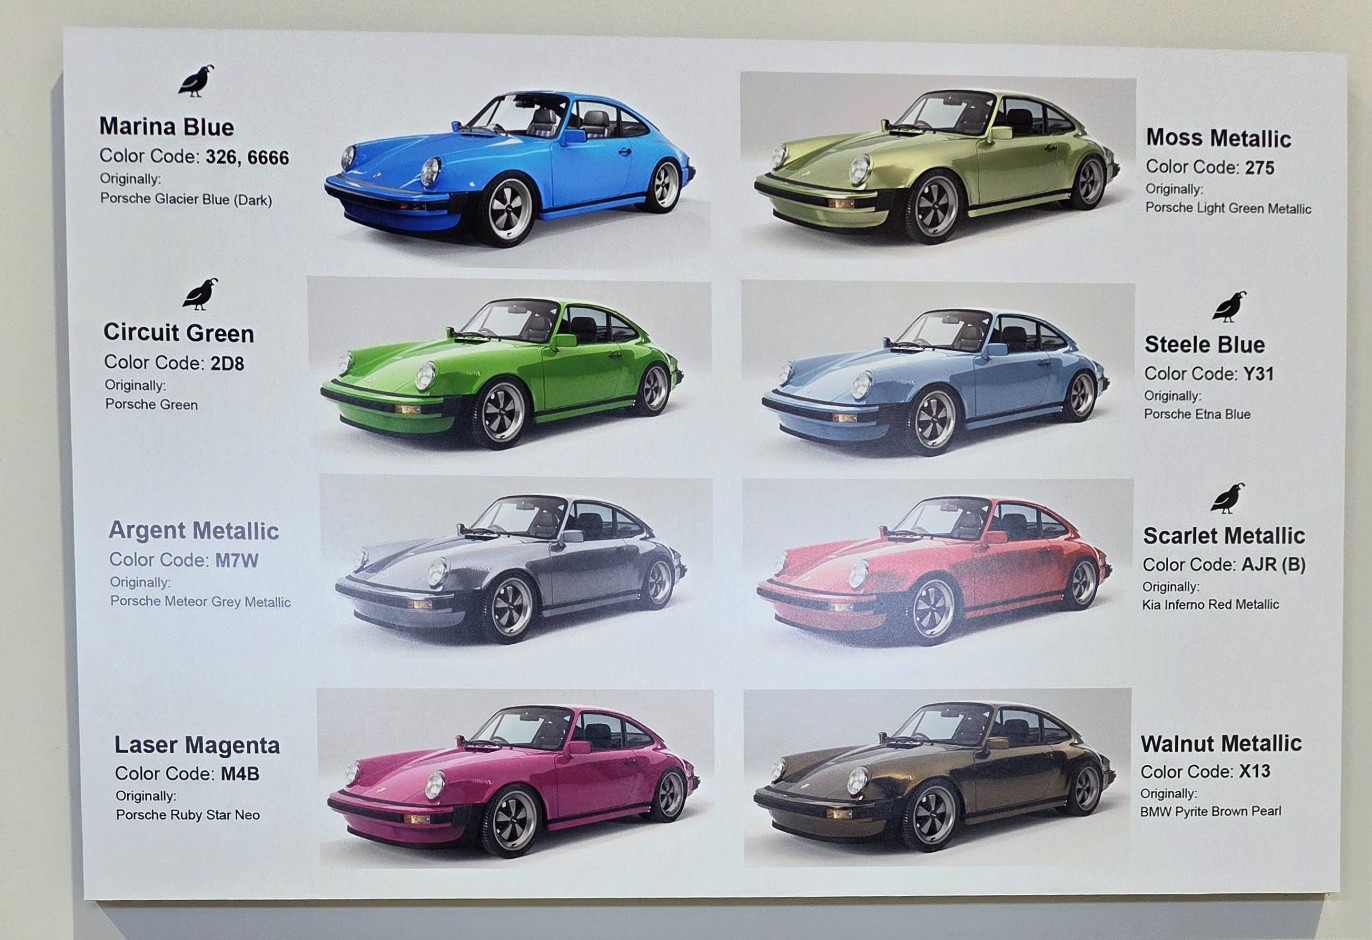 Marina Blue
Color Code: 326, 6666
Originally:
Porsche Glacier Blue (Dark)
Moss Metallic
Color Code: 275
Originally:
Porsche Light Green Metallic
Circuit Green
Color Code: 2D8
Originally:
Porsche Green
Steele Blue
Color Code: Y31
Originally:
Porsche Etna Blue
Argent Metallic
Color Code: M7W
Originally:
Porsche Meteor Grey Metallic
Scarlet Metallic
Color Code: AJR (B)
Originally:
Kia Inferno Red Metallic
Laser Magenta
Color Code: M4B
Originally:
Porsche Ruby Star Neo
Walnut Metallic
Color Code: X13
Originally:
BMW Pyrite Brown Pearl